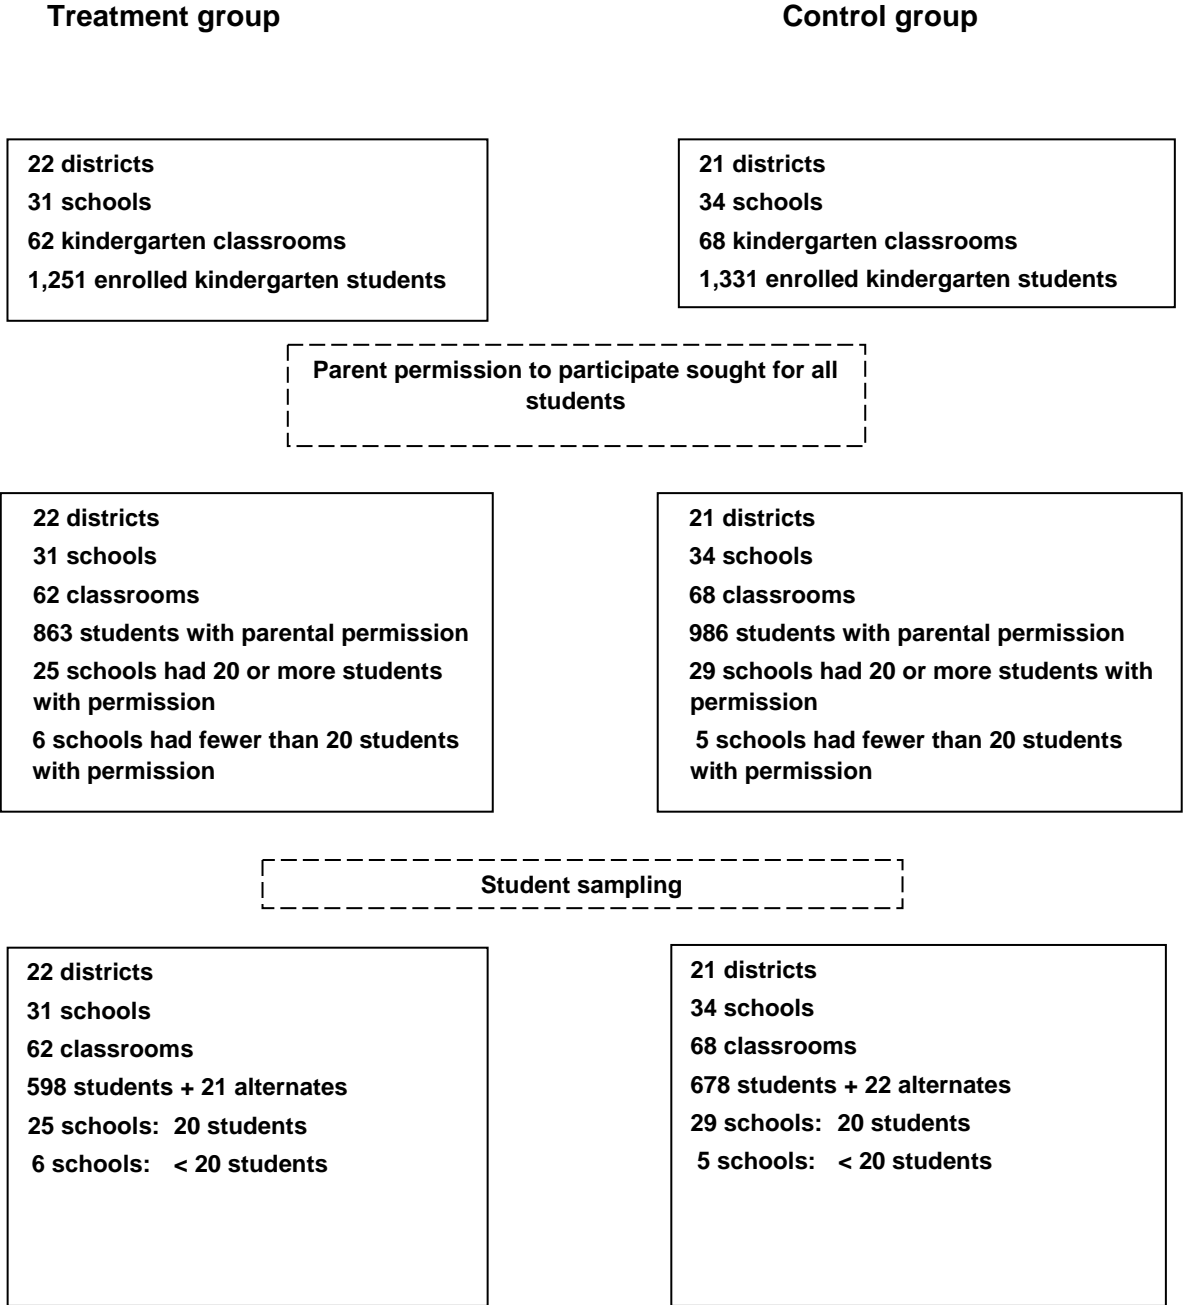 Treatment group
Control group
22 districts
31 schools
62 kindergarten classrooms
1,251 enrolled kindergarten students
21 districts
34 schools
68 kindergarten classrooms
1,331 enrolled kindergarten students
Parent permission to participate sought for all
students
22 districts
31 schools
62 classrooms
863 students with parental permission
25 schools had 20 or more students
with permission
6 schools had fewer than 20 students
with permission
21 districts
34 schools
68 classrooms
986 students with parental permission
29 schools had 20 or more students with
permission
5 schools had fewer than 20 students
with permission
Student sampling
22 districts
31 schools
62 classrooms
598 students + 21 alternates
25 schools: 20 students
6 schools: < 20 students
21 districts
34 schools
68 classrooms
678 students + 22 alternates
29 schools: 20 students
5 schools: < 20 students